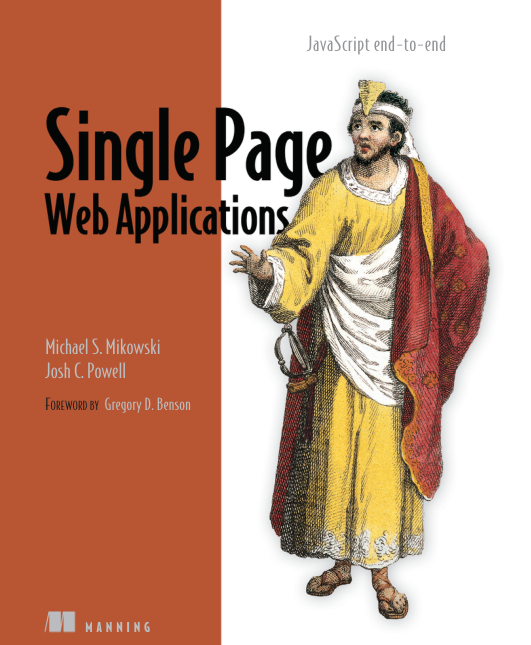 JavaScript end-to-end
Single Page
Web Applications
Michael S. Mikowski
Josh C. Powell
FOREWORD BY Gregory D. Benson
MANNING